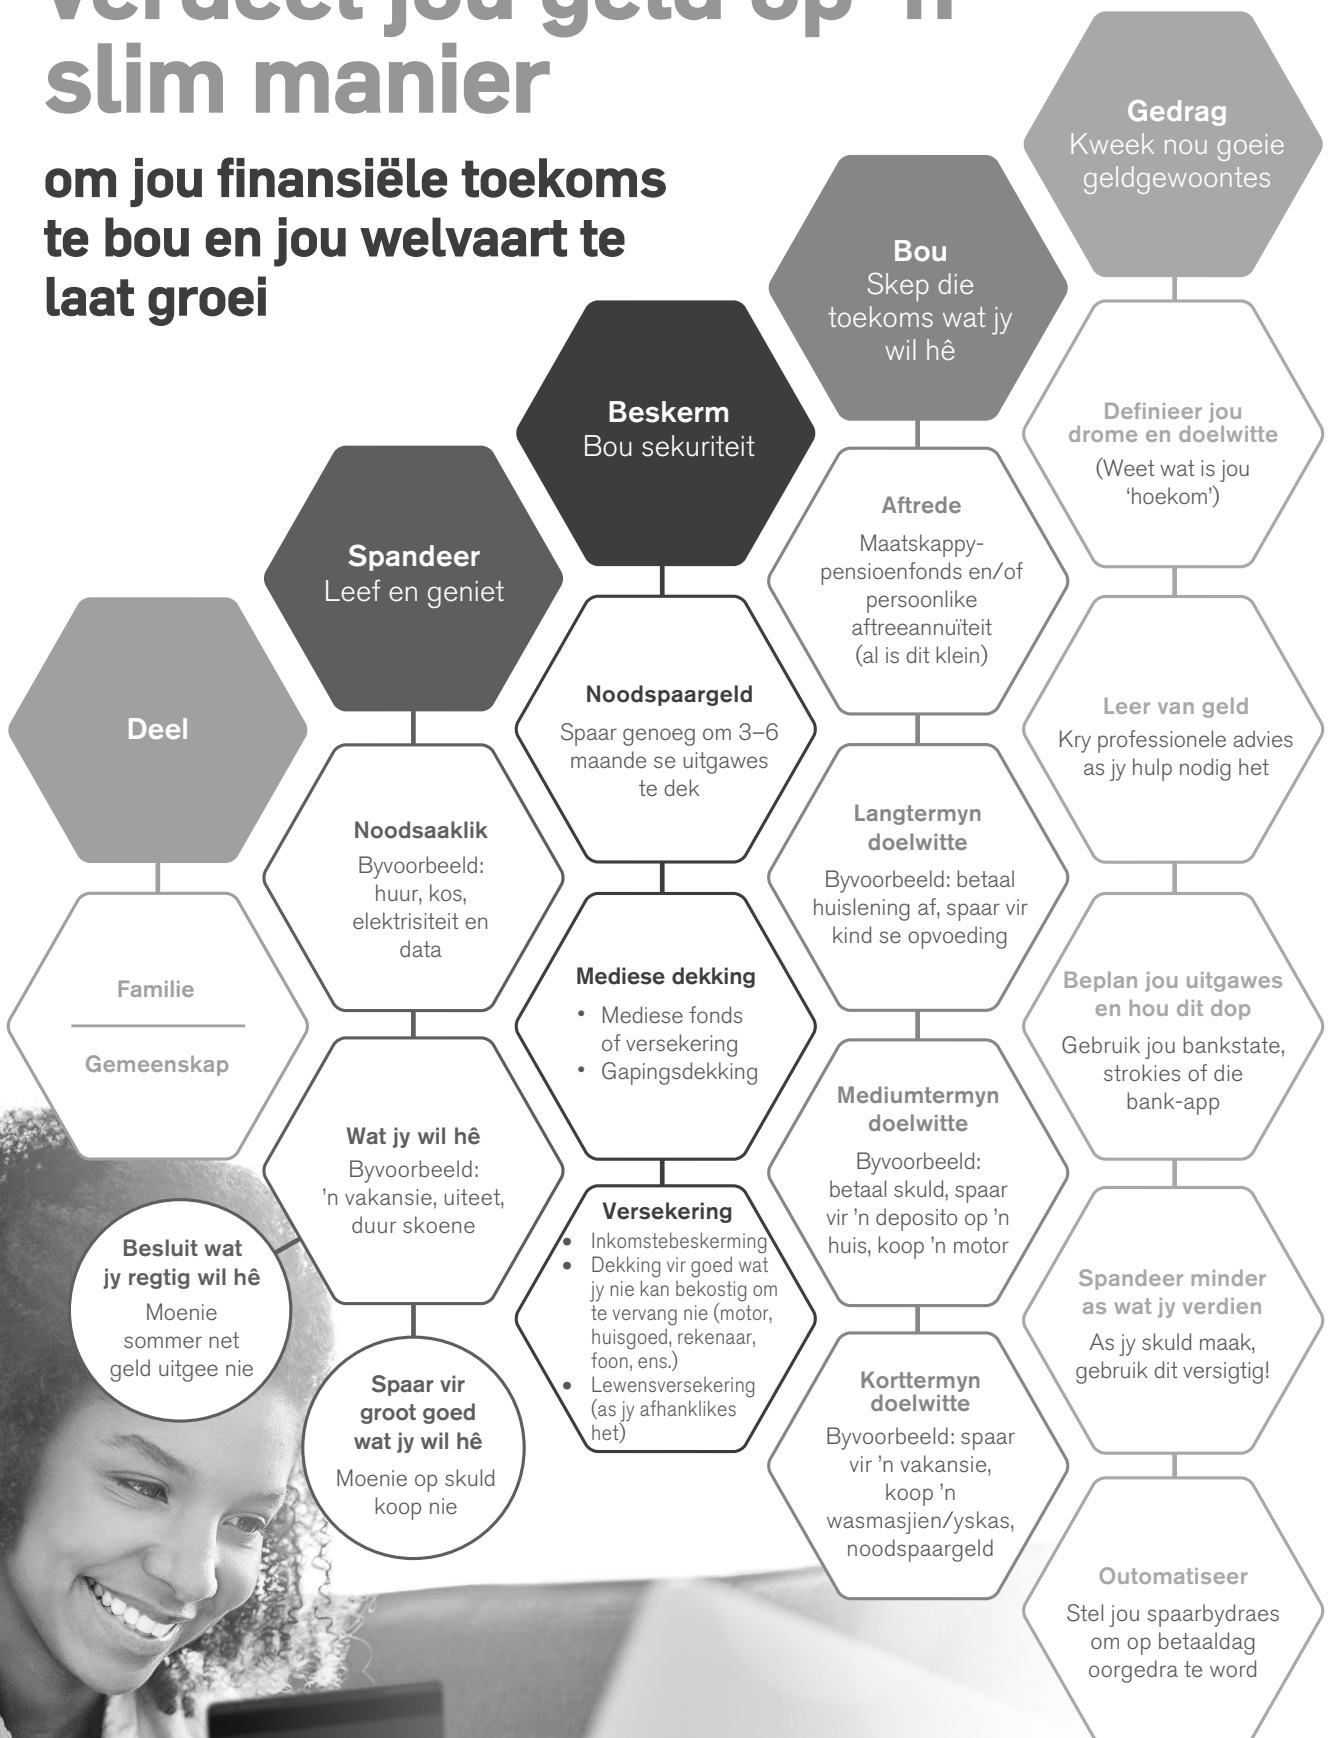 verdeel jou geld op 'n
slim manier
om jou finansiële toekoms
te bou en jou welvaart te
laat groei
Deel
Familie
Gemeenskap
Spandeer
Leef en geniet
Noodsaaklik
Byvoorbeeld:
huur, kos,
elektrisiteit en
data
Wat jy wil hê
Byvoorbeeld:
'n vakansie, uiteet,
duur skoene
Besluit wat
jy regtig wil hê
Moenie
sommer net
geld uitgee nie
Spaar vir
groot goed
wat jy wil hê
Moenie op skuld
koop nie
Beskerm
Bou sekuriteit
Noodspaargeld
Spaar genoeg om 3–6
maande se uitgawes
te dek
Mediese dekking
• Mediese fonds
of versekering
• Gapingsdekking
Versekering
• Inkomstebeskerming
• Dekking vir goed wat
jy nie kan bekostig om
te vervang nie (motor,
huisgoed, rekenaar,
foon, ens.)
• Lewensversekering
(as jy afhanklikes
het)
Bou
Skep die
toekoms wat jy
wil hê
Aftrede
Maatskappy-
pensioenfonds en/of
persoonlike
aftreeannuïteit
(al is dit klein)
Langtermyn
doelwitte
Byvoorbeeld: betaal
huislening af, spaar vir
kind se opvoeding
Mediumtermyn
doelwitte
Byvoorbeeld:
betaal skuld, spaar
vir 'n deposito op 'n
huis, koop 'n motor
Korttermyn
doelwitte
Byvoorbeeld: spaar
vir 'n vakansie,
koop 'n
wasmasjien/yskas,
noodspaargeld
Gedrag
Kweek nou goeie
geldgewoontes
Definieer jou
drome en doelwitte
(Weet wat is jou
‘hoekom’)
Leer van geld
Kry professionele advies
as jy hulp nodig het
Beplan jou uitgawes
en hou dit dop
Gebruik jou bankstate,
strokies of die
bank-app
Spandeer minder
as wat jy verdien
As jy skuld maak,
gebruik dit versigtig!
Outomatiseer
Stel jou spaarbydraes
om op betaaldag
oorgedra te word